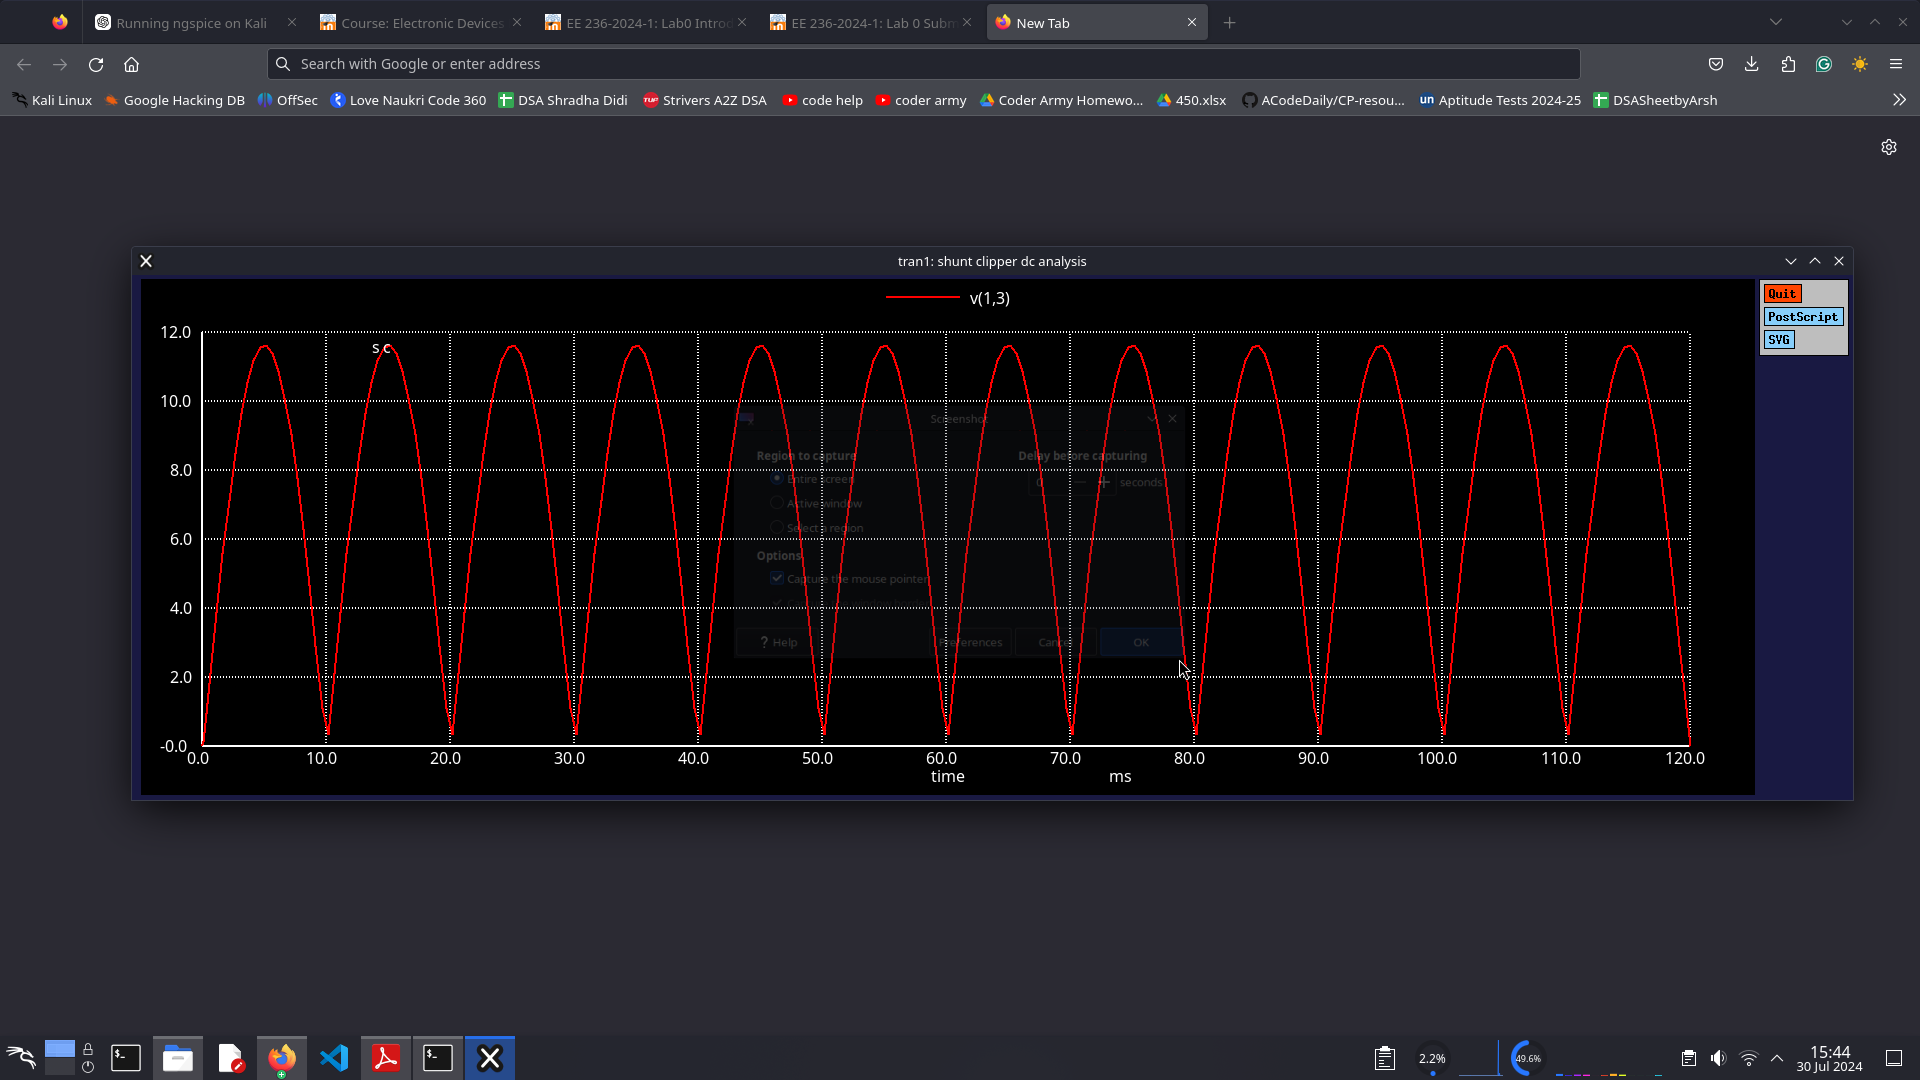 Running ngspice on Kali
Course: Electronic Devices
EE 236-2024-1: Lab0 Introd
EE 236-2024-1: Lab 0 Subm
New Tab
Search with Google or enter address
Kali Linux
Google Hacking DB
OffSec
Love Naukri Code 360
DSA Shradha Didi
Strivers A2Z DSA
code help
coder army
Coder Army Homewo...
450.xlsx
ACodeDaily/CP-resou...
un Aptitude Tests 2024-25
DSASheetbyArsh
X tran1: shunt clipper dc analysis
v(1,3)
Quit
PostScript
SVG
12.0
S C
10.0
8.0
6.0
4.0
2.0
-0.0
Screenshot
Region to capture
Delay before capturing
Entire screen
0 − + seconds
Active window
Select a region
Options
Capture the mouse pointer
? Help
Preferences
Cancel
OK
0.0 10.0 20.0 30.0 40.0 50.0 60.0 70.0 80.0 90.0 100.0 110.0 120.0
time ms
2.2%
49.6%
15:44
30 Jul 2024